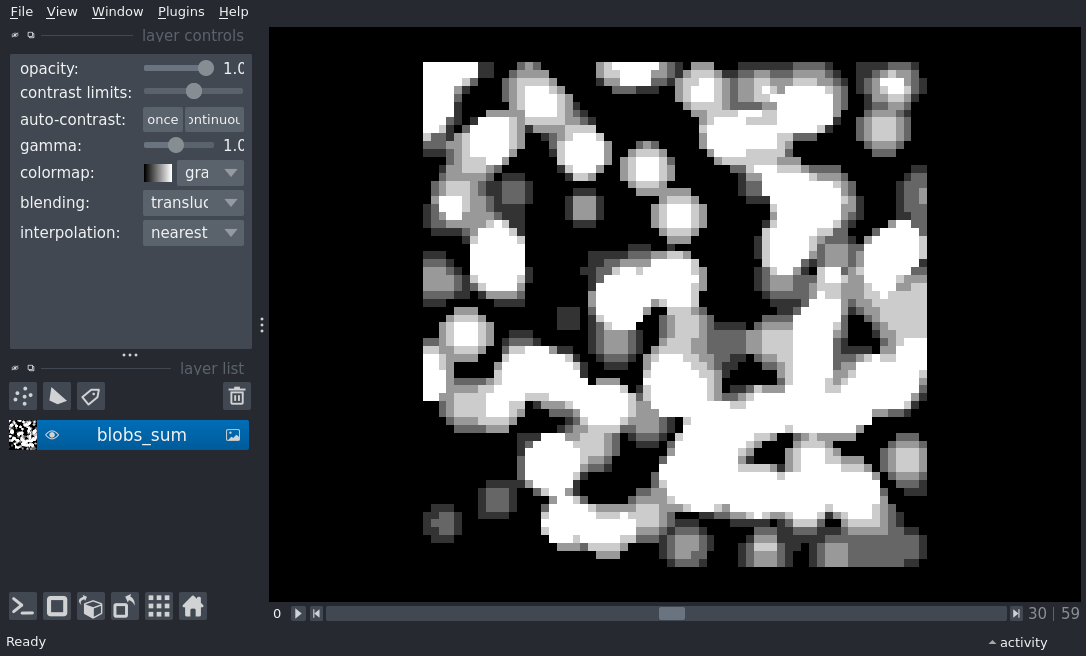 File View Window Plugins Help
layer controls
opacity: 1.0
contrast limits:
auto-contrast: once ontinuou
gamma: 1.0
colormap: gra
blending: transluc
interpolation: nearest
layer list
blobs_sum
0 30 | 59
Ready activity